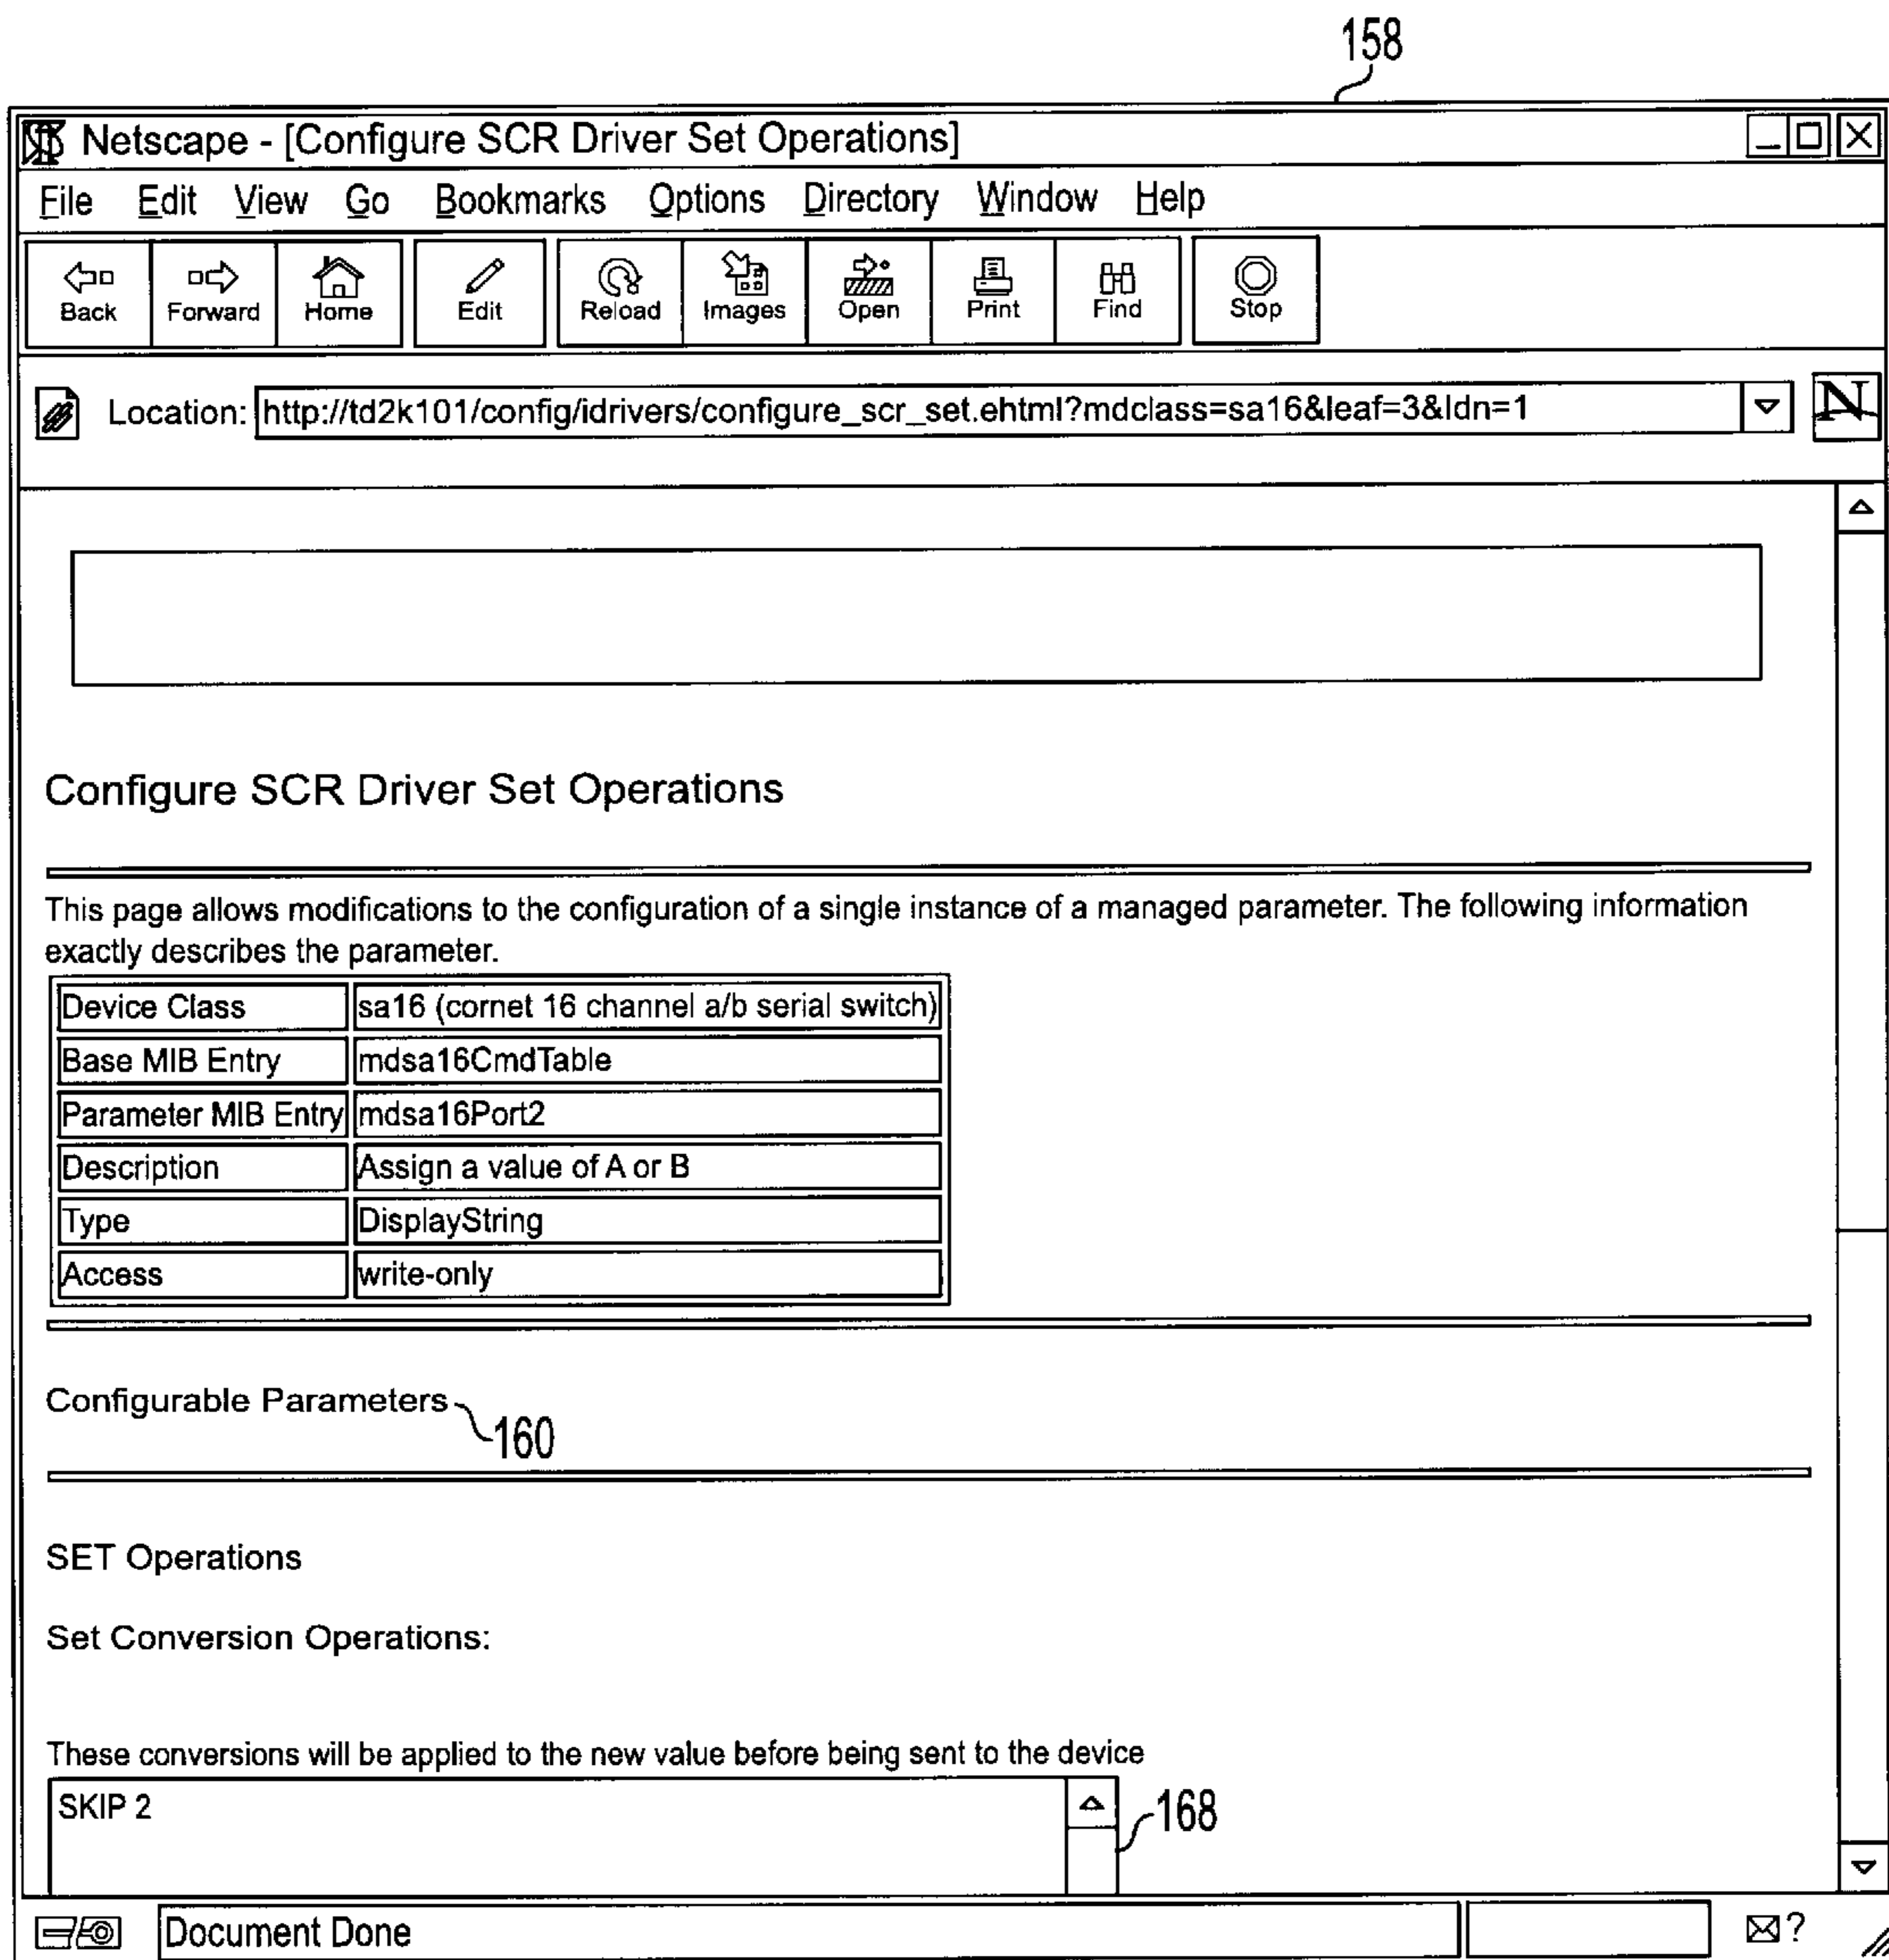 158
Netscape - [Configure SCR Driver Set Operations]
File Edit View Go Bookmarks Options Directory Window Help
Back Forward Home Edit Reload Images Open Print Find Stop
Location: http://td2k101/config/idrivers/configure_scr_set.ehtml?mdclass=sa16&leaf=3&ldn=1 N
Configure SCR Driver Set Operations
This page allows modifications to the configuration of a single instance of a managed parameter. The following information
exactly describes the parameter.
Device Class sa16 (cornet 16 channel a/b serial switch)
Base MIB Entry mdsa16CmdTable
Parameter MIB Entry mdsa16Port2
Description Assign a value of A or B
Type DisplayString
Access write-only
Configurable Parameters 160
SET Operations
Set Conversion Operations:
These conversions will be applied to the new value before being sent to the device
SKIP 2 168
Document Done ?